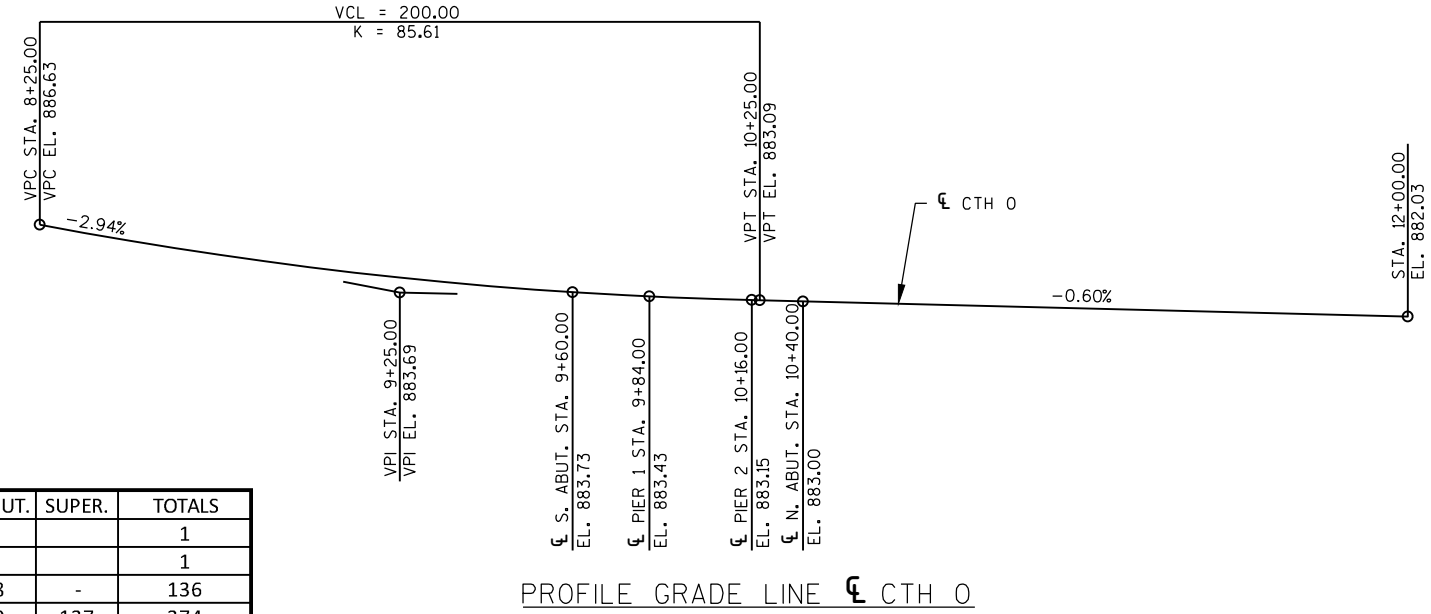 VCL = 200.00
K = 85.61
VPC STA. 8+25.00
VPC EL. 886.63
-2.94%
VPI STA. 9+25.00
VPI EL. 883.69
℄ S. ABUT. STA. 9+60.00
EL. 883.73
℄ PIER 1 STA. 9+84.00
EL. 883.43
VPT STA. 10+25.00
VPT EL. 883.09
℄ PIER 2 STA. 10+16.00
EL. 883.15
℄ N. ABUT. STA. 10+40.00
EL. 883.00
℄ CTH O
-0.60%
STA. 12+00.00
EL. 882.03
PROFILE GRADE LINE ℄ CTH O
UT. SUPER. TOTALS
1
1
- 136